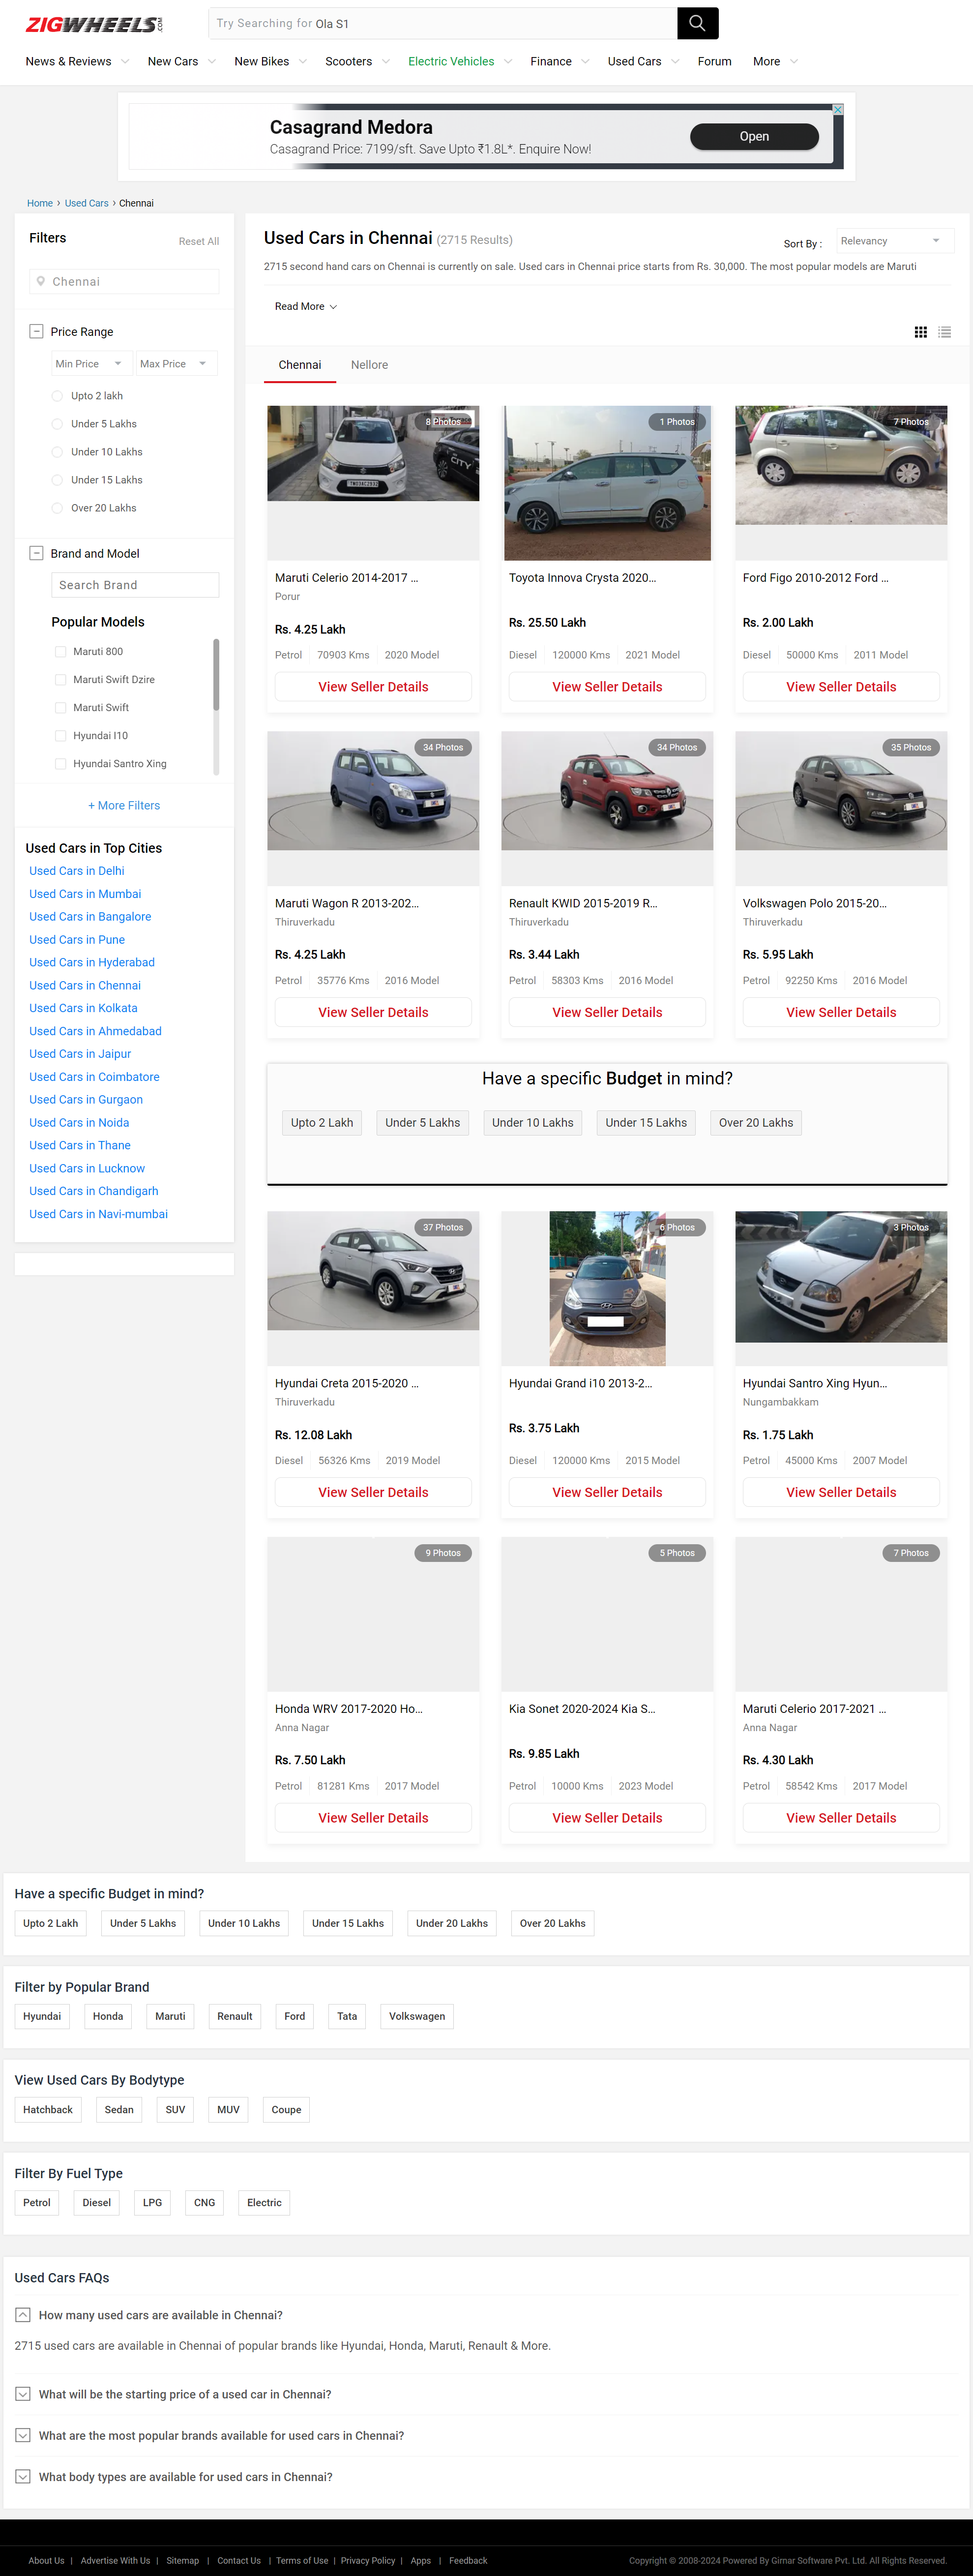 ZIGWHEELS.COM
Try Searching for Ola S1
News & Reviews New Cars New Bikes Scooters Electric Vehicles Finance Used Cars Forum More
Casagrand Medora
Casagrand Price: 7199/sft. Save Upto ₹1.8L*. Enquire Now!
Open
Home › Used Cars › Chennai
Filters
Reset All
Chennai
Price Range
Min Price Max Price
Upto 2 lakh
Under 5 Lakhs
Under 10 Lakhs
Under 15 Lakhs
Over 20 Lakhs
Brand and Model
Search Brand
Popular Models
Maruti 800
Maruti Swift Dzire
Maruti Swift
Hyundai I10
Hyundai Santro Xing
+ More Filters
Used Cars in Top Cities
Used Cars in Delhi
Used Cars in Mumbai
Used Cars in Bangalore
Used Cars in Pune
Used Cars in Hyderabad
Used Cars in Chennai
Used Cars in Kolkata
Used Cars in Ahmedabad
Used Cars in Jaipur
Used Cars in Coimbatore
Used Cars in Gurgaon
Used Cars in Noida
Used Cars in Thane
Used Cars in Lucknow
Used Cars in Chandigarh
Used Cars in Navi-mumbai
Used Cars in Chennai (2715 Results)
Sort By : Relevancy
2715 second hand cars on Chennai is currently on sale. Used cars in Chennai price starts from Rs. 30,000. The most popular models are Maruti
Read More
Chennai Nellore
8 Photos
CITY
Maruti Celerio 2014-2017 ...
Porur
Rs. 4.25 Lakh
Petrol 70903 Kms 2020 Model
View Seller Details
1 Photos
Toyota Innova Crysta 2020...
Rs. 25.50 Lakh
Diesel 120000 Kms 2021 Model
View Seller Details
7 Photos
Ford Figo 2010-2012 Ford ...
Rs. 2.00 Lakh
Diesel 50000 Kms 2011 Model
View Seller Details
34 Photos
Maruti Wagon R 2013-202...
Thiruverkadu
Rs. 4.25 Lakh
Petrol 35776 Kms 2016 Model
View Seller Details
34 Photos
Renault KWID 2015-2019 R...
Thiruverkadu
Rs. 3.44 Lakh
Petrol 58303 Kms 2016 Model
View Seller Details
35 Photos
Volkswagen Polo 2015-20...
Thiruverkadu
Rs. 5.95 Lakh
Petrol 92250 Kms 2016 Model
View Seller Details
Have a specific Budget in mind?
Upto 2 Lakh Under 5 Lakhs Under 10 Lakhs Under 15 Lakhs Over 20 Lakhs
37 Photos
Hyundai Creta 2015-2020 ...
Thiruverkadu
Rs. 12.08 Lakh
Diesel 56326 Kms 2019 Model
View Seller Details
6 Photos
Hyundai Grand i10 2013-2...
Rs. 3.75 Lakh
Diesel 120000 Kms 2015 Model
View Seller Details
3 Photos
Hyundai Santro Xing Hyun...
Nungambakkam
Rs. 1.75 Lakh
Petrol 45000 Kms 2007 Model
View Seller Details
9 Photos
Honda WRV 2017-2020 Ho...
Anna Nagar
Rs. 7.50 Lakh
Petrol 81281 Kms 2017 Model
View Seller Details
5 Photos
Kia Sonet 2020-2024 Kia S...
Rs. 9.85 Lakh
Petrol 10000 Kms 2023 Model
View Seller Details
7 Photos
Maruti Celerio 2017-2021 ...
Anna Nagar
Rs. 4.30 Lakh
Petrol 58542 Kms 2017 Model
View Seller Details
Have a specific Budget in mind?
Upto 2 Lakh Under 5 Lakhs Under 10 Lakhs Under 15 Lakhs Under 20 Lakhs Over 20 Lakhs
Filter by Popular Brand
Hyundai Honda Maruti Renault Ford Tata Volkswagen
View Used Cars By Bodytype
Hatchback Sedan SUV MUV Coupe
Filter By Fuel Type
Petrol Diesel LPG CNG Electric
Used Cars FAQs
How many used cars are available in Chennai?
2715 used cars are available in Chennai of popular brands like Hyundai, Honda, Maruti, Renault & More.
What will be the starting price of a used car in Chennai?
What are the most popular brands available for used cars in Chennai?
What body types are available for used cars in Chennai?
About Us | Advertise With Us | Sitemap | Contact Us | Terms of Use | Privacy Policy | Apps | Feedback
Copyright © 2008-2024 Powered By Girnar Software Pvt. Ltd. All Rights Reserved.